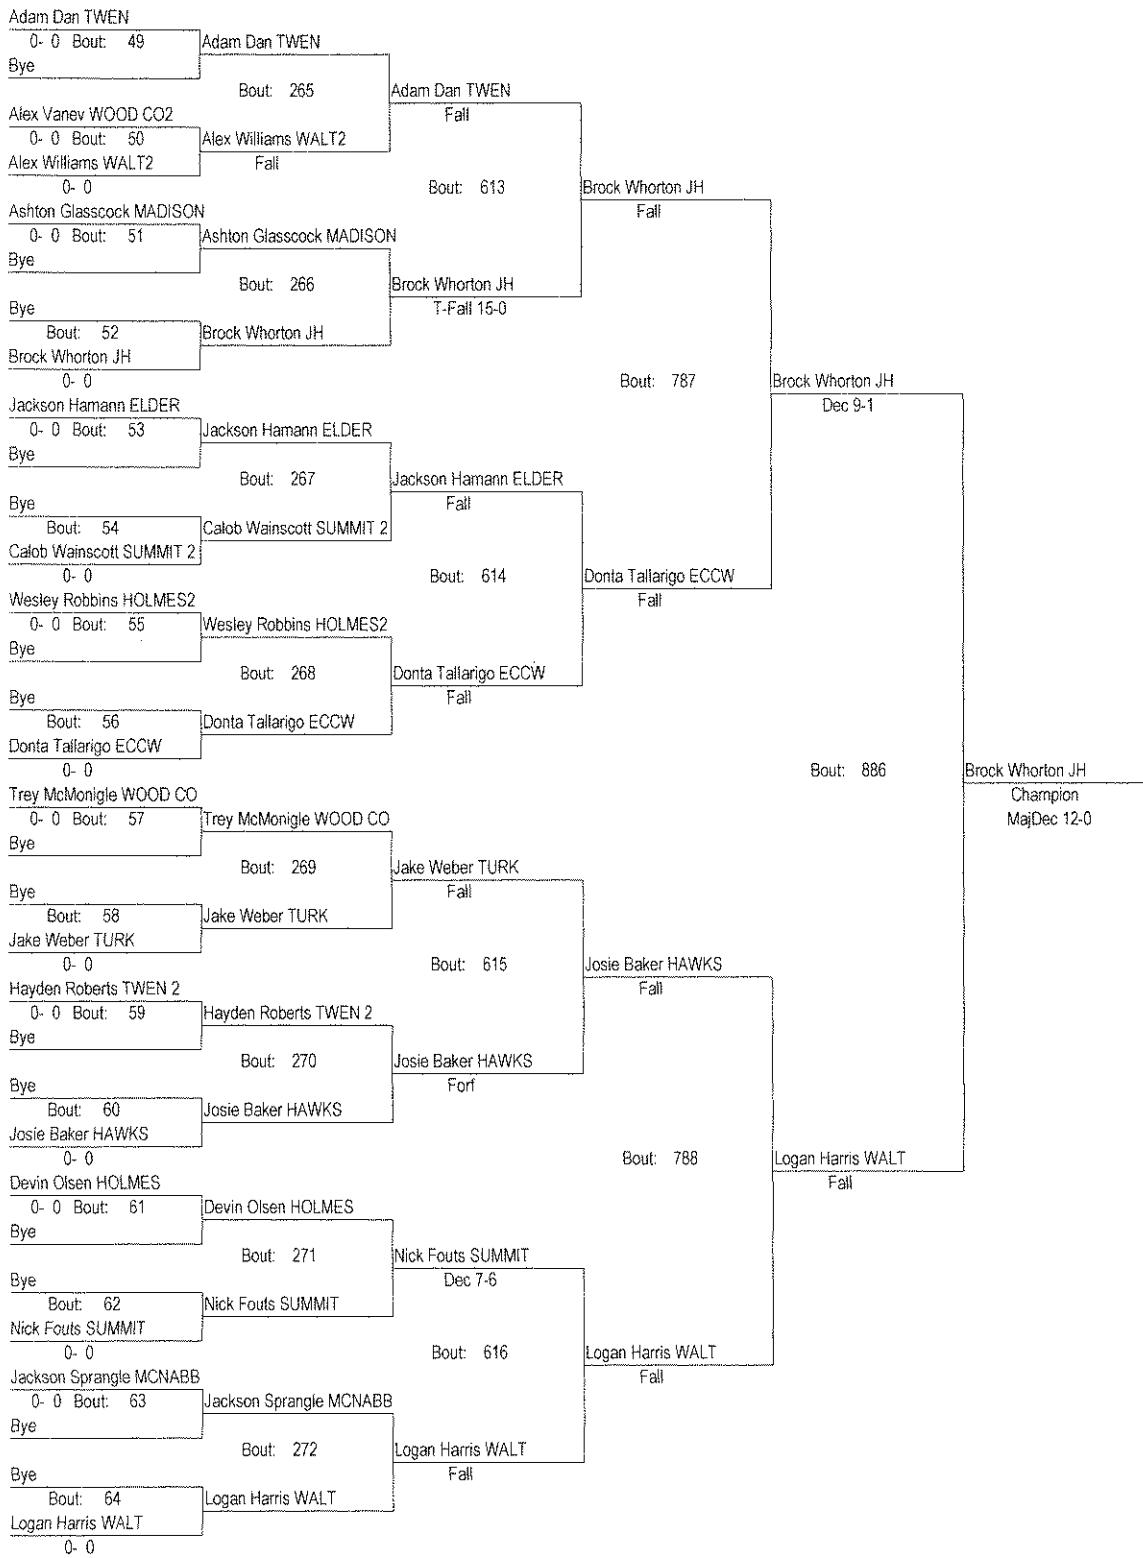 Adam Dan TWEN
0- 0 Bout: 49
Adam Dan TWEN
Bye
Bout: 265
Adam Dan TWEN
Fall
Alex Vanev WOOD CO2
0- 0 Bout: 50
Alex Williams WALT2
Alex Williams WALT2
Fall
0- 0
Bout: 613
Brock Whorton JH
Fall
Ashton Glasscock MADISON
0- 0 Bout: 51
Ashton Glasscock MADISON
Bye
Bout: 266
Brock Whorton JH
T-Fall 15-0
Bye
Bout: 52
Brock Whorton JH
Brock Whorton JH
0- 0
Bout: 787
Brock Whorton JH
Dec 9-1
Jackson Hamann ELDER
0- 0 Bout: 53
Jackson Hamann ELDER
Bye
Bout: 267
Jackson Hamann ELDER
Fall
Bye
Bout: 54
Calob Wainscott SUMMIT 2
Calob Wainscott SUMMIT 2
0- 0
Bout: 614
Donta Tallarigo ECCW
Fall
Wesley Robbins HOLMES2
0- 0 Bout: 55
Wesley Robbins HOLMES2
Bye
Bout: 268
Donta Tallarigo ECCW
Fall
Bye
Bout: 56
Donta Tallarigo ECCW
Donta Tallarigo ECCW
0- 0
Bout: 886
Brock Whorton JH
Champion
MajDec 12-0
Trey McMonigle WOOD CO
0- 0 Bout: 57
Trey McMonigle WOOD CO
Bye
Bout: 269
Jake Weber TURK
Fall
Bye
Bout: 58
Jake Weber TURK
Jake Weber TURK
0- 0
Bout: 615
Josie Baker HAWKS
Fall
Hayden Roberts TWEN 2
0- 0 Bout: 59
Hayden Roberts TWEN 2
Bye
Bout: 270
Josie Baker HAWKS
Forf
Bye
Bout: 60
Josie Baker HAWKS
Josie Baker HAWKS
0- 0
Bout: 788
Logan Harris WALT
Fall
Devin Olsen HOLMES
0- 0 Bout: 61
Devin Olsen HOLMES
Bye
Bout: 271
Nick Fouts SUMMIT
Dec 7-6
Bye
Bout: 62
Nick Fouts SUMMIT
Nick Fouts SUMMIT
0- 0
Bout: 616
Logan Harris WALT
Fall
Jackson Sprangle MCNABB
0- 0 Bout: 63
Jackson Sprangle MCNABB
Bye
Bout: 272
Logan Harris WALT
Fall
Bye
Bout: 64
Logan Harris WALT
Logan Harris WALT
0- 0